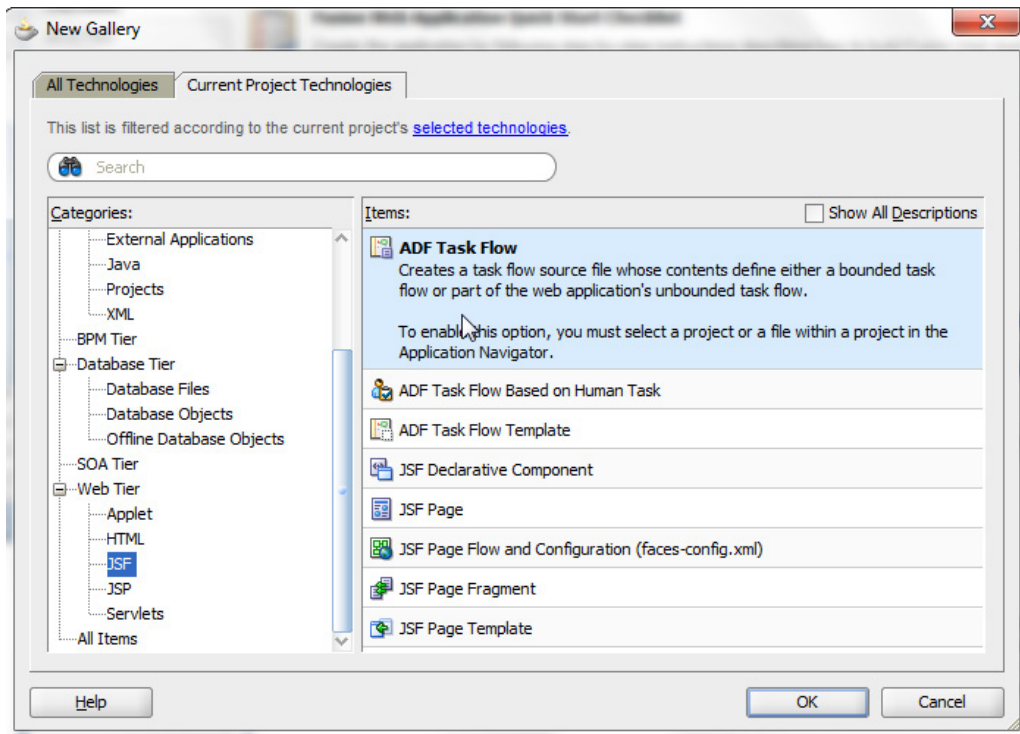 Fusion Web Application Quick Start Checklist
New Gallery
All Technologies
Current Project Technologies
This list is filtered according to the current project's selected technologies.
Search
Categories:
External Applications
Java
Projects
XML
BPM Tier
Database Tier
Database Files
Database Objects
Offline Database Objects
SOA Tier
Web Tier
Applet
HTML
JSF
JSP
Servlets
All Items
Items:
Show All Descriptions
ADF Task Flow
Creates a task flow source file whose contents define either a bounded task
flow or part of the web application's unbounded task flow.
To enable this option, you must select a project or a file within a project in the
Application Navigator.
ADF Task Flow Based on Human Task
ADF Task Flow Template
JSF Declarative Component
JSF Page
JSF Page Flow and Configuration (faces-config.xml)
JSF Page Fragment
JSF Page Template
Help
OK
Cancel